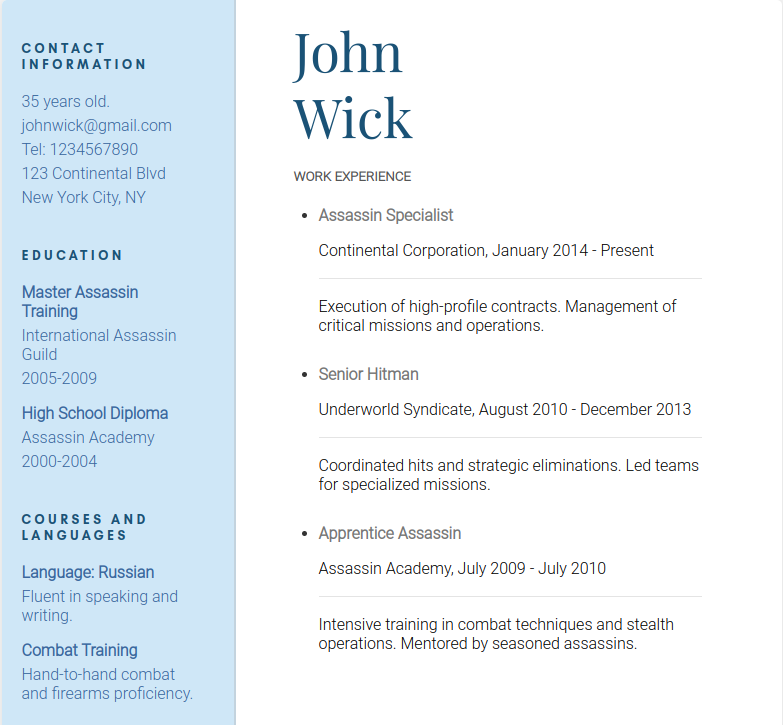 CONTACT
INFORMATION
35 years old.
johnwick@gmail.com
Tel: 1234567890
123 Continental Blvd
New York City, NY
EDUCATION
Master Assassin
Training
International Assassin
Guild
2005-2009
High School Diploma
Assassin Academy
2000-2004
COURSES AND
LANGUAGES
Language: Russian
Fluent in speaking and
writing.
Combat Training
Hand-to-hand combat
and firearms proficiency.
John
Wick
WORK EXPERIENCE
Assassin Specialist
Continental Corporation, January 2014 - Present
Execution of high-profile contracts. Management of
critical missions and operations.
Senior Hitman
Underworld Syndicate, August 2010 - December 2013
Coordinated hits and strategic eliminations. Led teams
for specialized missions.
Apprentice Assassin
Assassin Academy, July 2009 - July 2010
Intensive training in combat techniques and stealth
operations. Mentored by seasoned assassins.